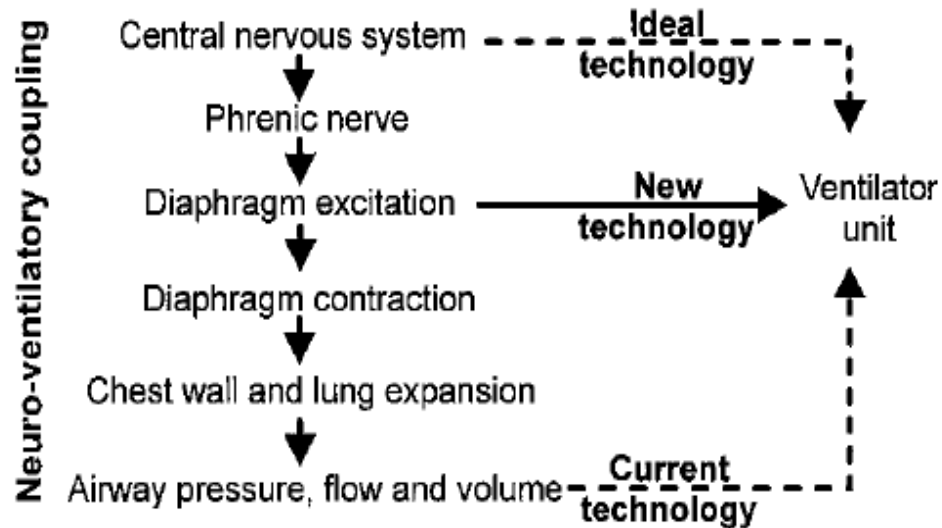 Neuro-ventilatory coupling
Central nervous system
Ideal
technology
Phrenic nerve
Diaphragm excitation
New
technology
Ventilator
unit
Diaphragm contraction
Chest wall and lung expansion
Airway pressure, flow and volume
Current
technology